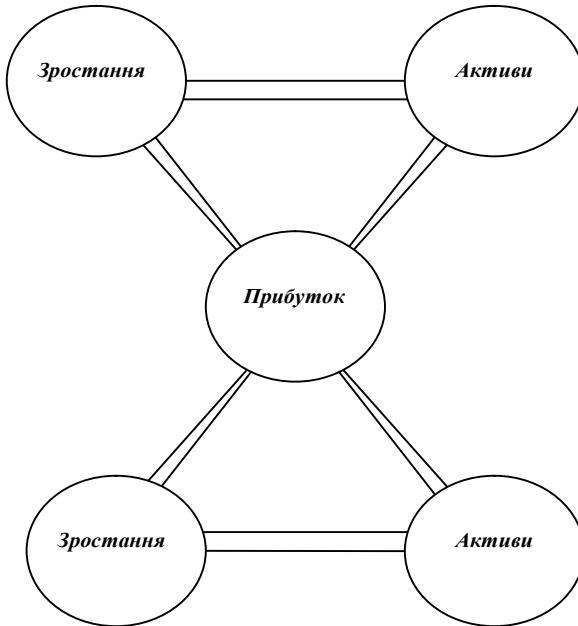 Зростання
Активи
Прибуток
Зростання
Активи